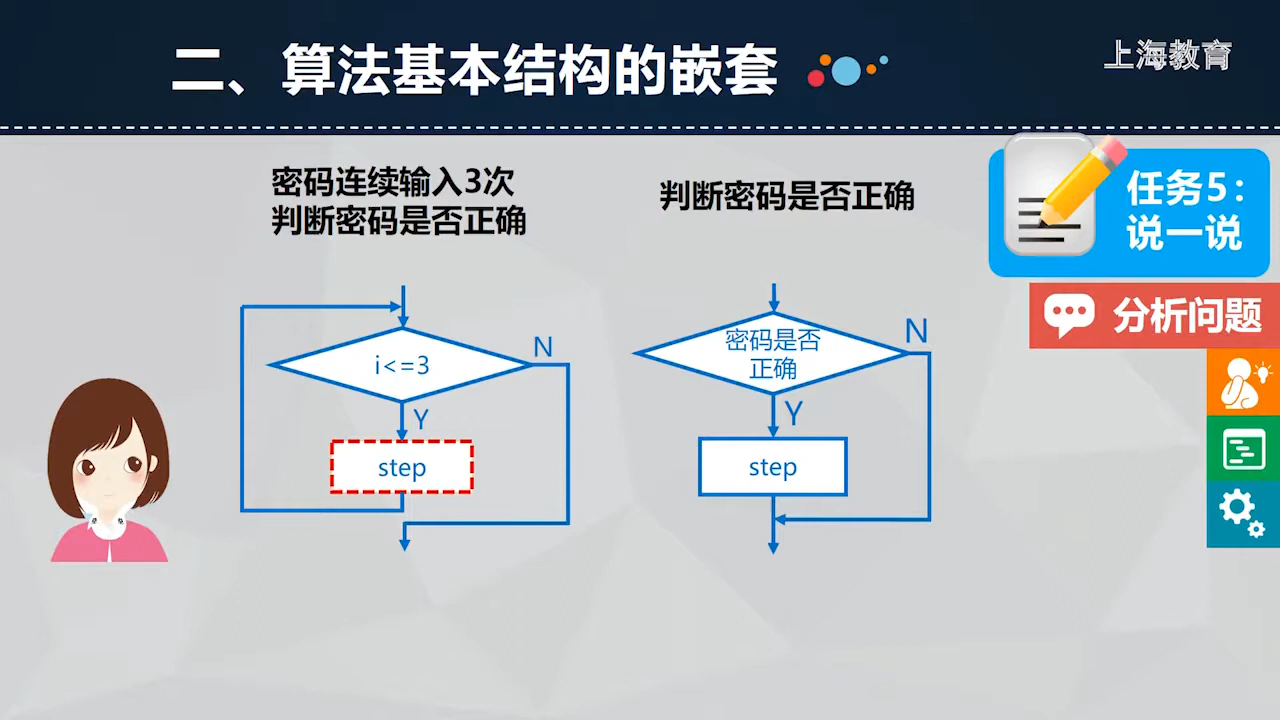 二、算法基本结构的嵌套
上海教育
密码连续输入3次
判断密码是否正确
判断密码是否正确
任务5：
说一说
分析问题
i<=3
N
Y
step
密码是否
正确
N
Y
step